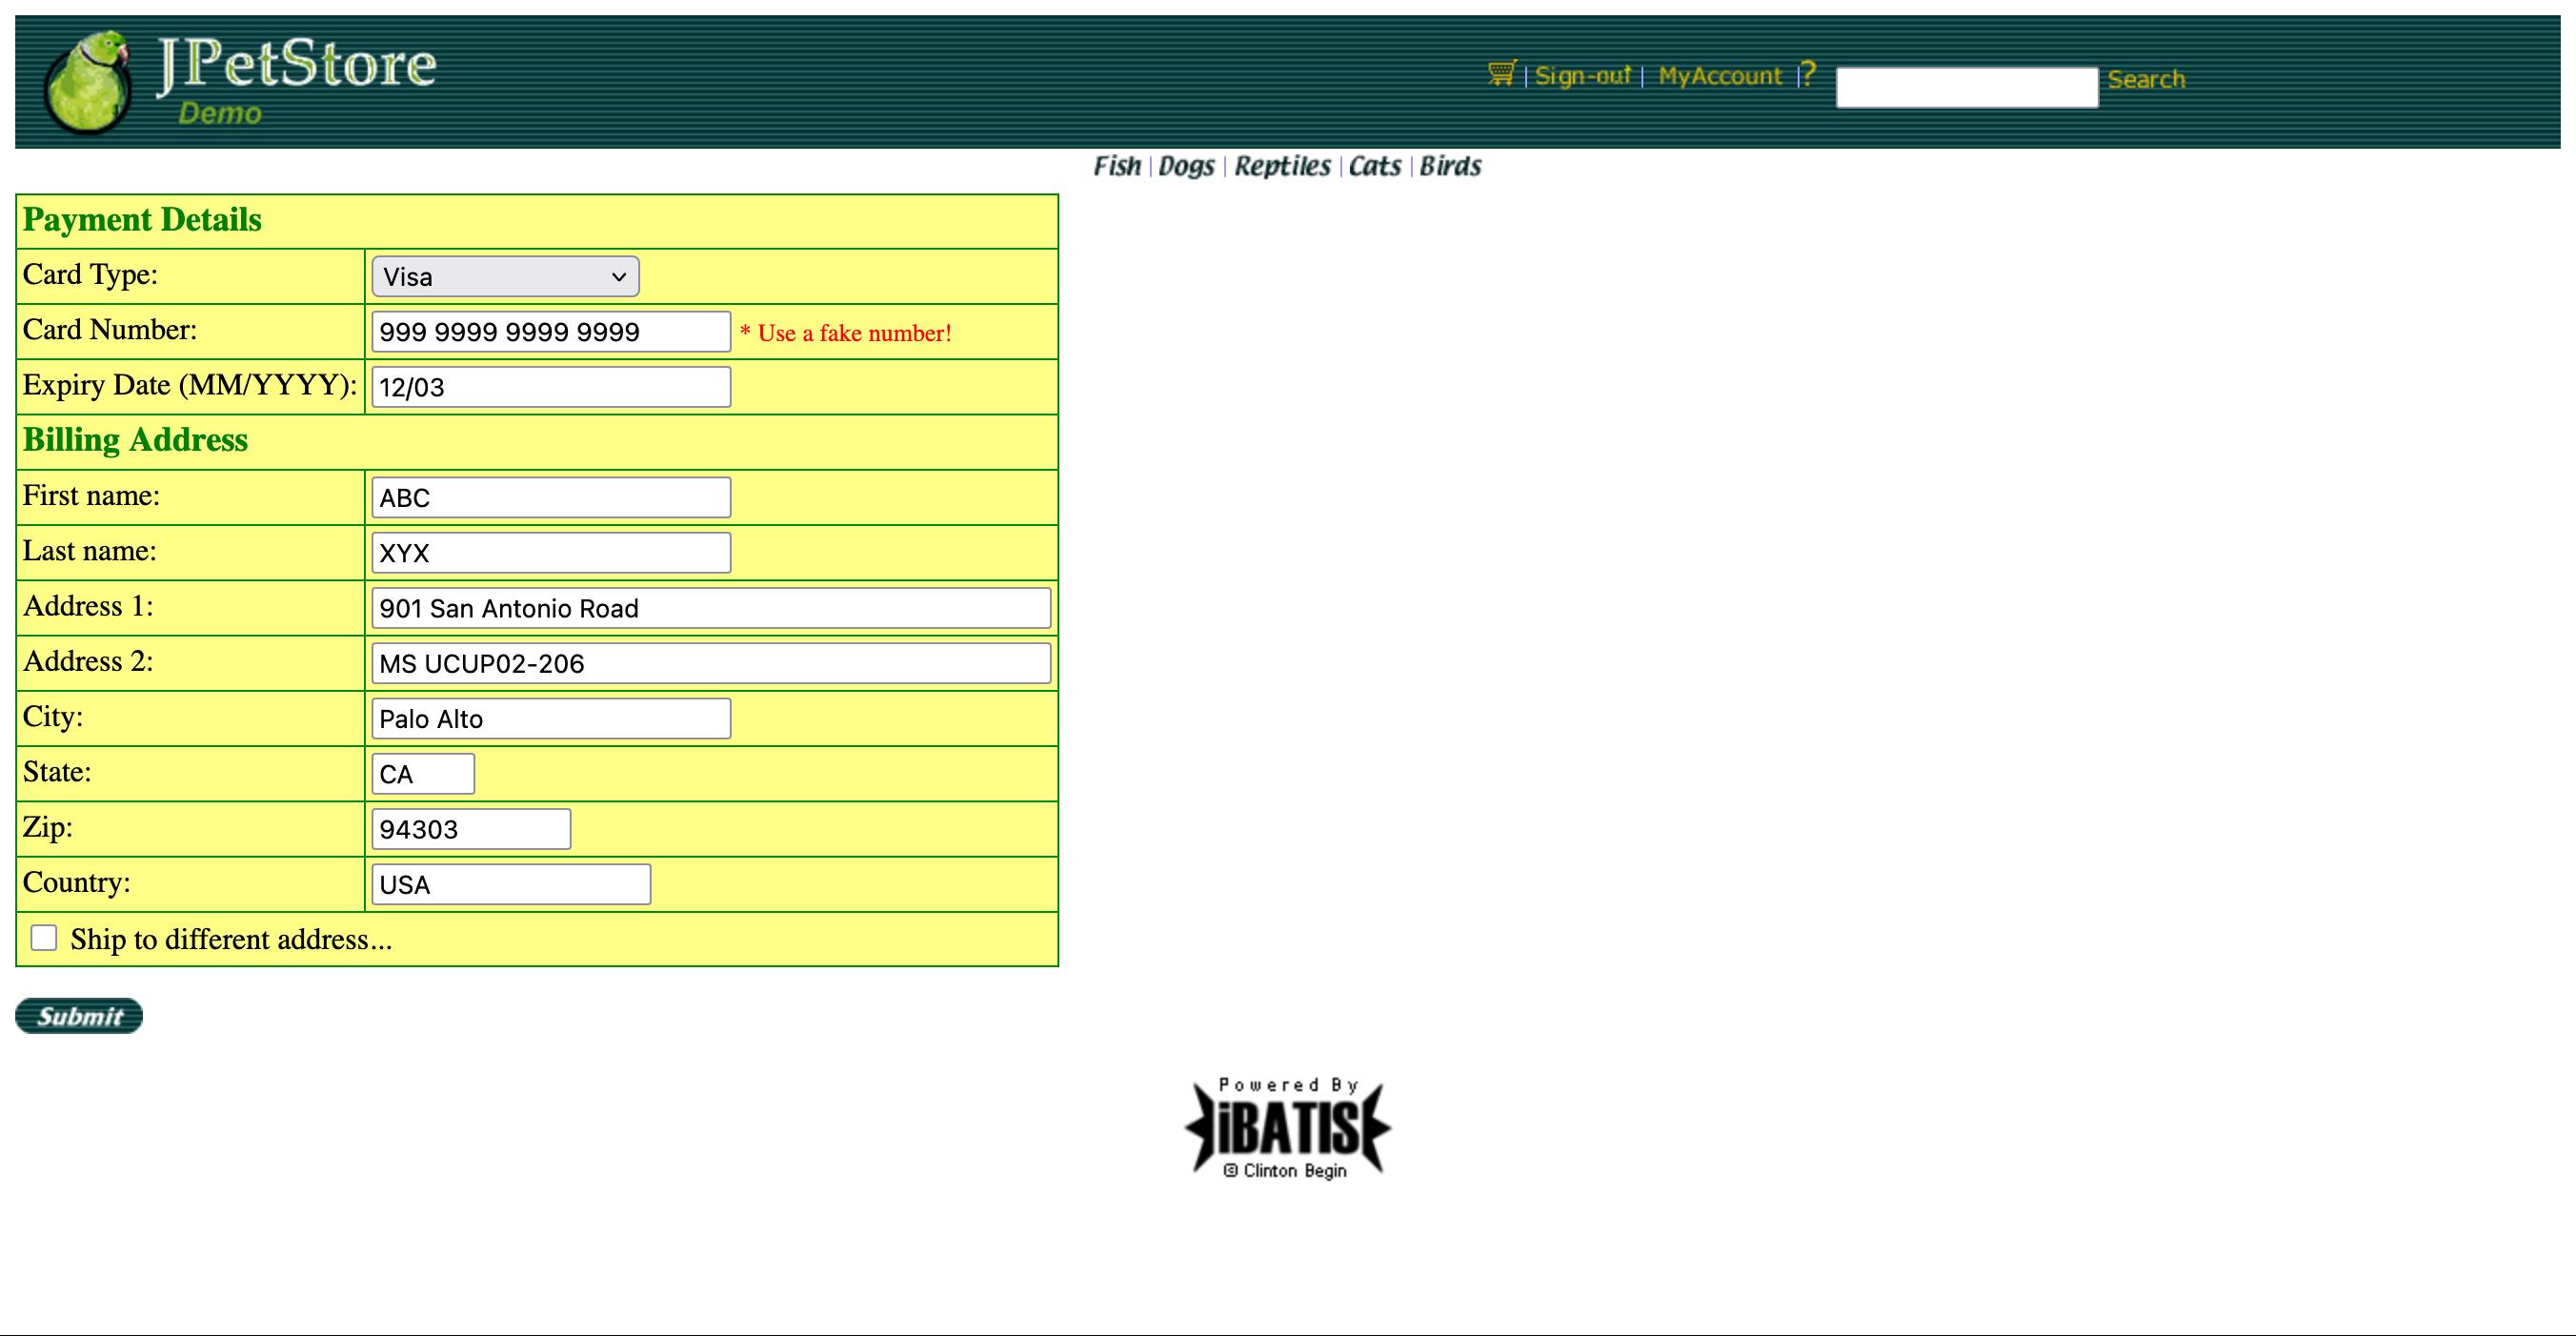 JPetStore
Demo
Sign-out | MyAccount | ? Search
Fish | Dogs | Reptiles | Cats | Birds
Payment Details
Card Type: Visa
Card Number: 999 9999 9999 9999 * Use a fake number!
Expiry Date (MM/YYYY): 12/03
Billing Address
First name: ABC
Last name: XYX
Address 1: 901 San Antonio Road
Address 2: MS UCUP02-206
City: Palo Alto
State: CA
Zip: 94303
Country: USA
Ship to different address...
Submit
Powered By
iBATIS
© Clinton Begin